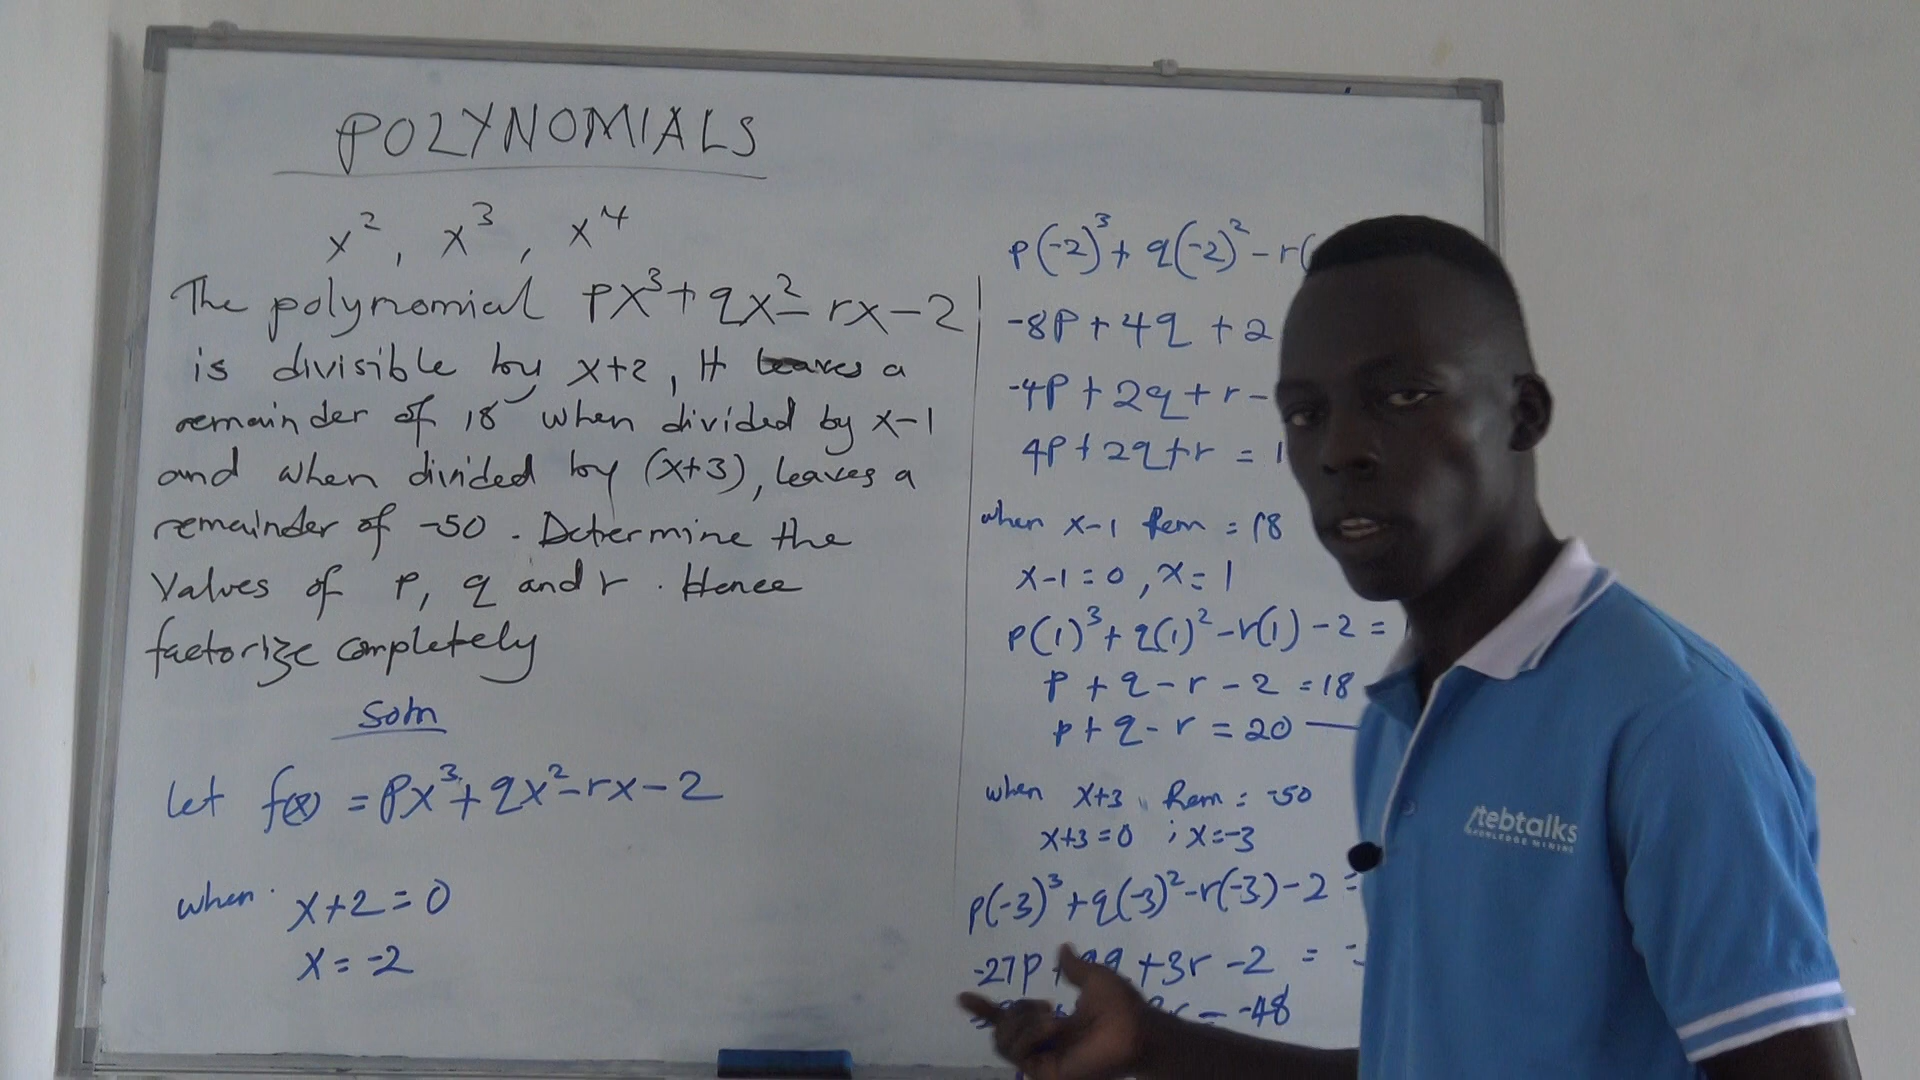 POLYNOMIALS
x², x³, x⁴
The polynomial px³+qx²-rx-2
is divisible by x+2, It leaves a
remainder of 18 when divided by x-1
and when divided by (x+3), leaves a
remainder of -50. Determine the
values of p, q and r. Hence
factorize completely
Soln
Let f(x) = px³+qx²-rx-2
when x+2=0
x=-2
p(-2)³+q(-2)²-r(
-8p+4q+2
-4p+2q+r-
4p+2q+r = 1
when x-1 Rem = 18
x-1=0, x=1
p(1)³+q(1)²-r(1)-2=
p+q-r-2=18
p+q-r=20
when x+3 Rem = -50
x+3=0; x=-3
p(-3)³+q(-3)²-r(-3)-2=
-27p+9q+3r-2 =
= -48
tebtalks
KNOWLEDGE MINING